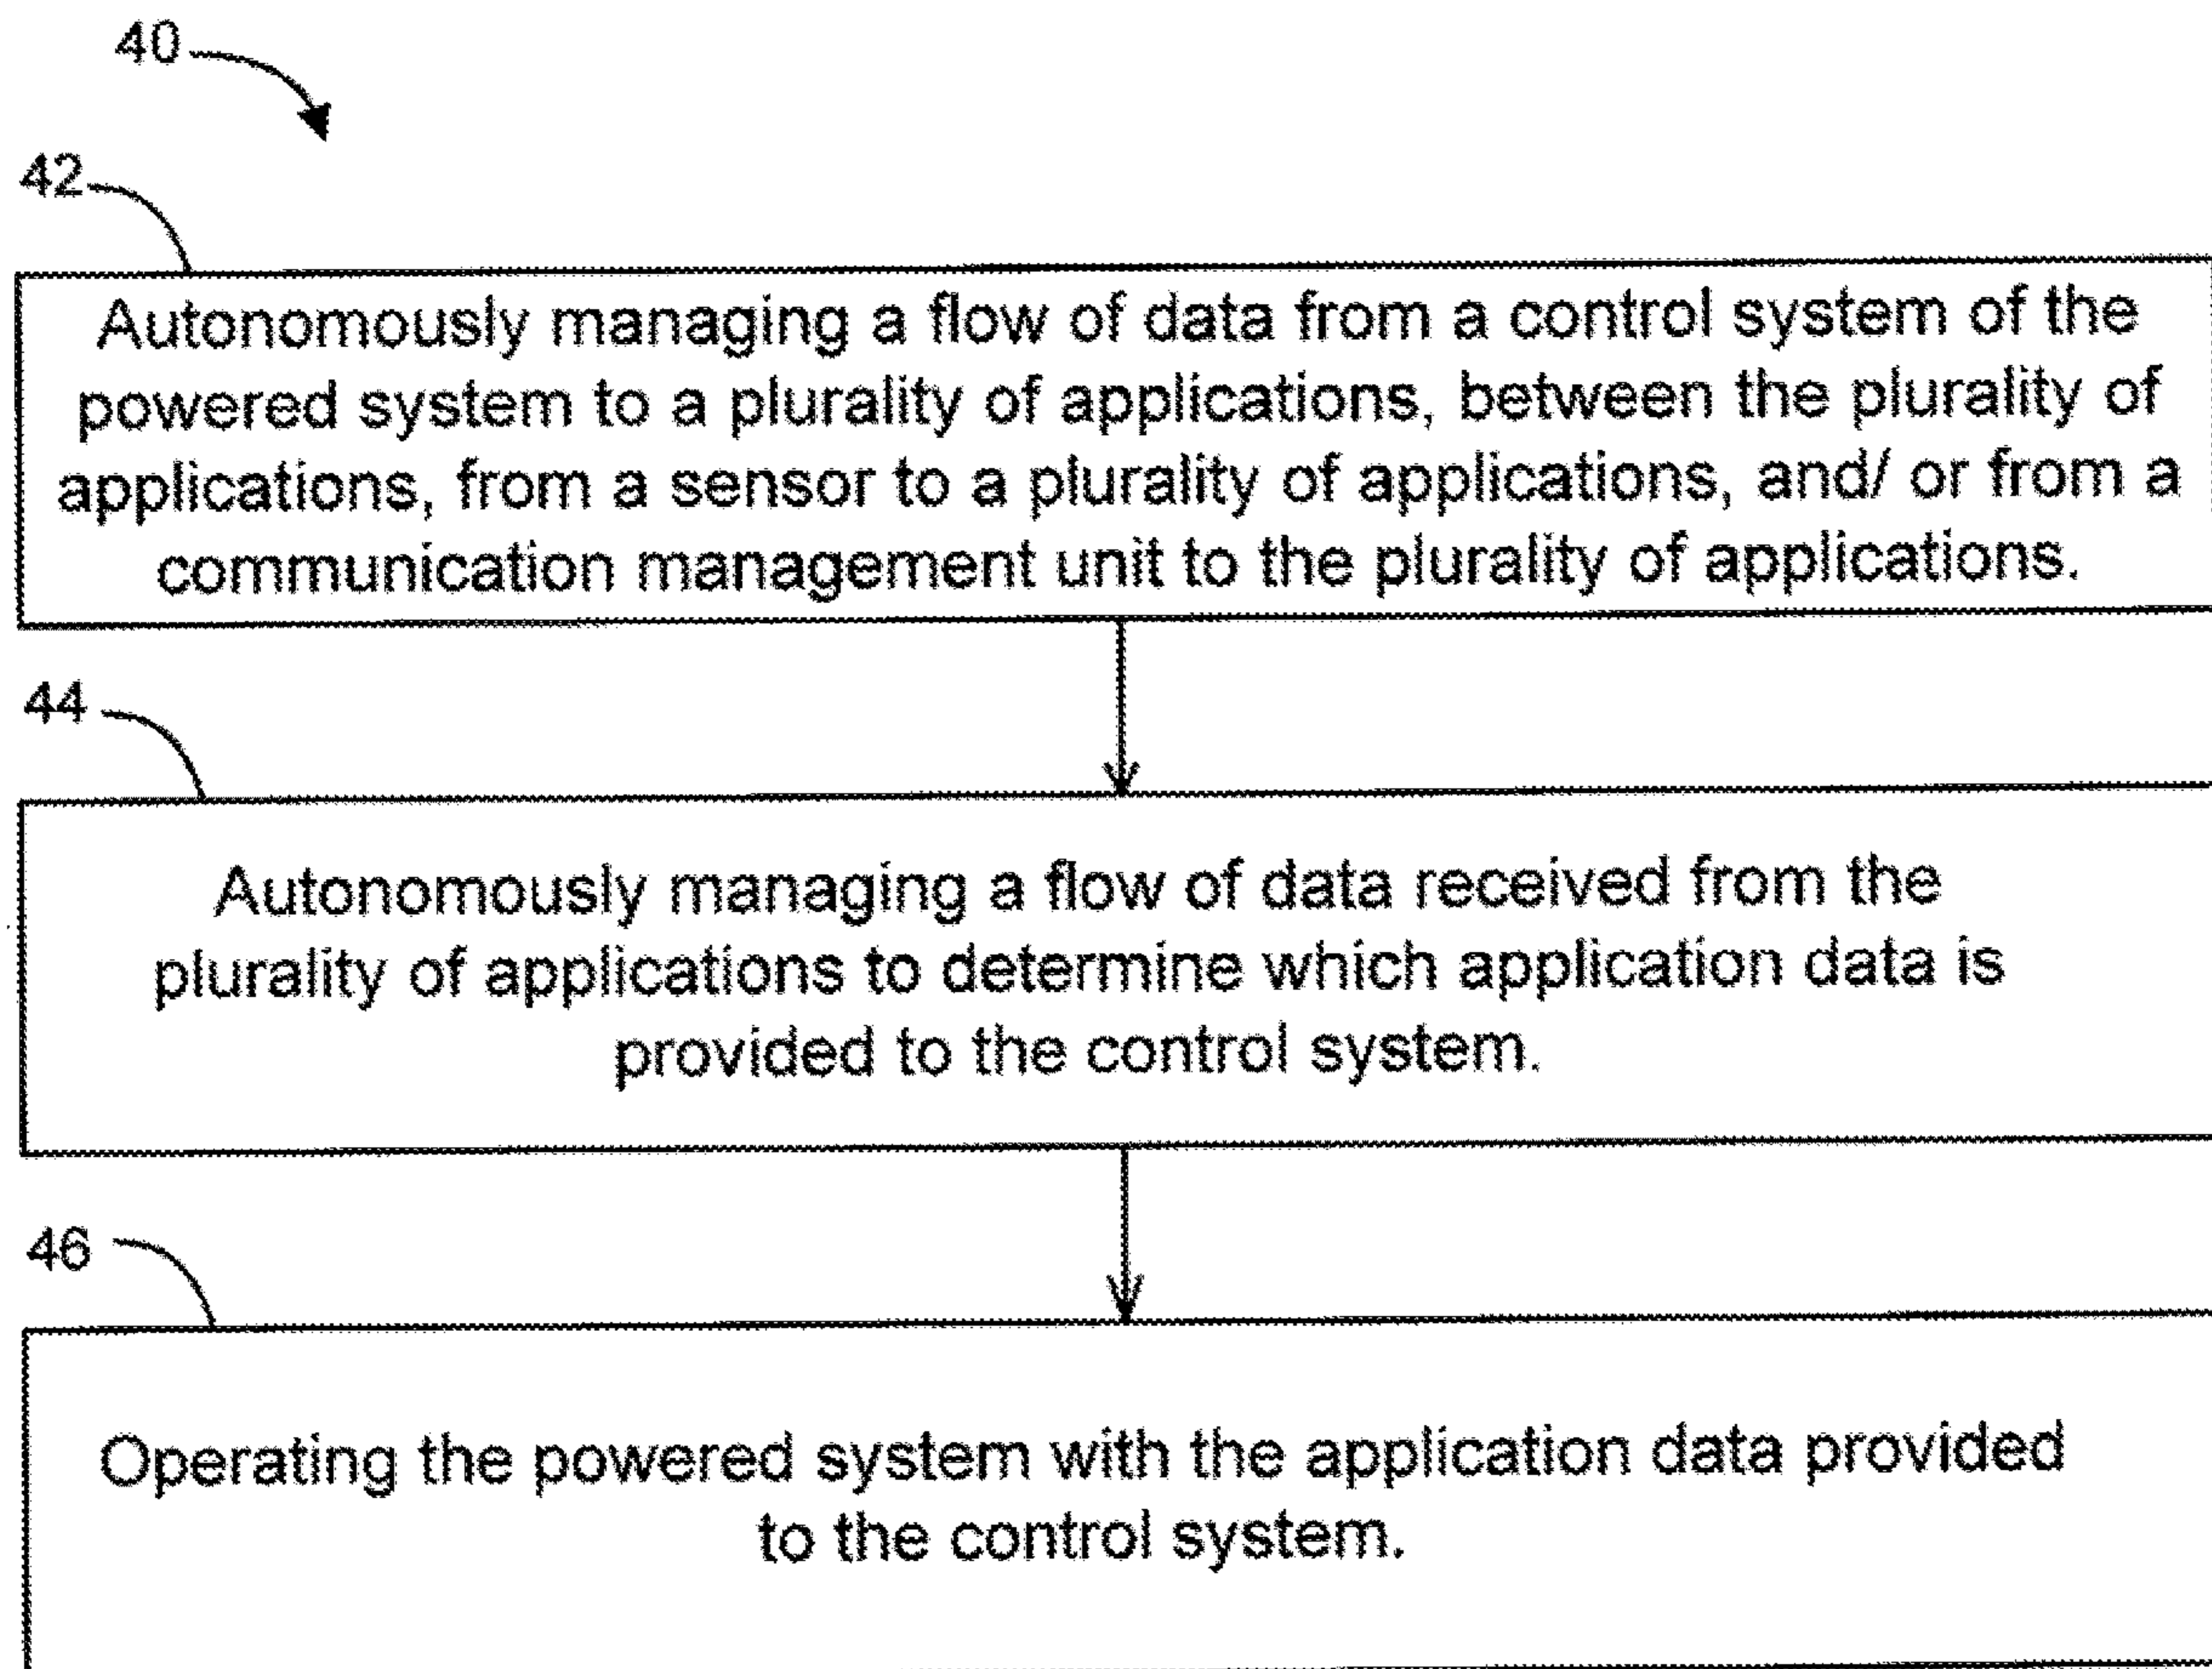 40
42
Autonomously managing a flow of data from a control system of the
powered system to a plurality of applications, between the plurality of
applications, from a sensor to a plurality of applications, and/ or from a
communication management unit to the plurality of applications.
44
Autonomously managing a flow of data received from the
plurality of applications to determine which application data is
provided to the control system.
46
Operating the powered system with the application data provided
to the control system.